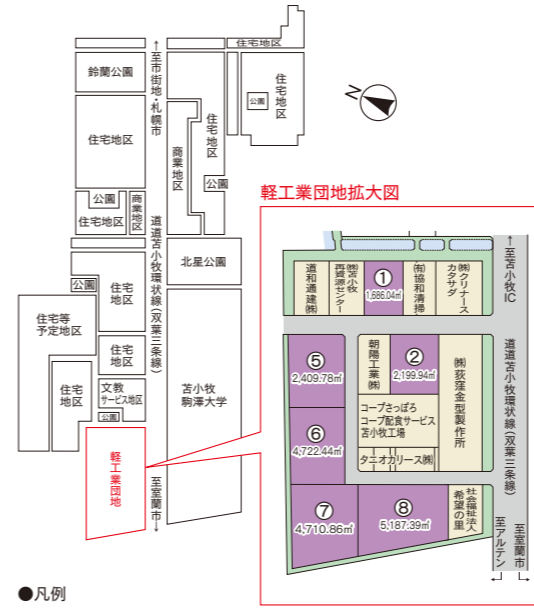 住宅地区
鈴蘭公園
←至市街地・札幌市
住宅地区
公園
住宅地区
住宅地区
商業地区
公園
N
公園
商業地区
住宅地区
道道苫小牧環状線(双葉三条線)
北星公園
公園
住宅地区
住宅等
予定地区
住宅
地区
住宅
地区
文教
サービス地区
公園
苫小牧
駒澤大学
軽工業団地
至室蘭市→
軽工業団地拡大図
道和通建㈱
㈱苫小牧
再資源センター
①
1,686.04㎡
㈲協和清掃
㈱クリナース
カタサダ
←至苫小牧IC
道道苫小牧環状線(双葉三条線)
⑤
2,409.78㎡
朝陽工業㈱
②
2,199.94㎡
㈱荻窪金型製作所
コープさっぽろ
コープ配食サービス
苫小牧工場
⑥
4,722.44㎡
タニオカリース㈱
⑦
4,710.86㎡
⑧
5,187.39㎡
社会福祉法人
希望の里
至アルテン
至室蘭市
●凡例